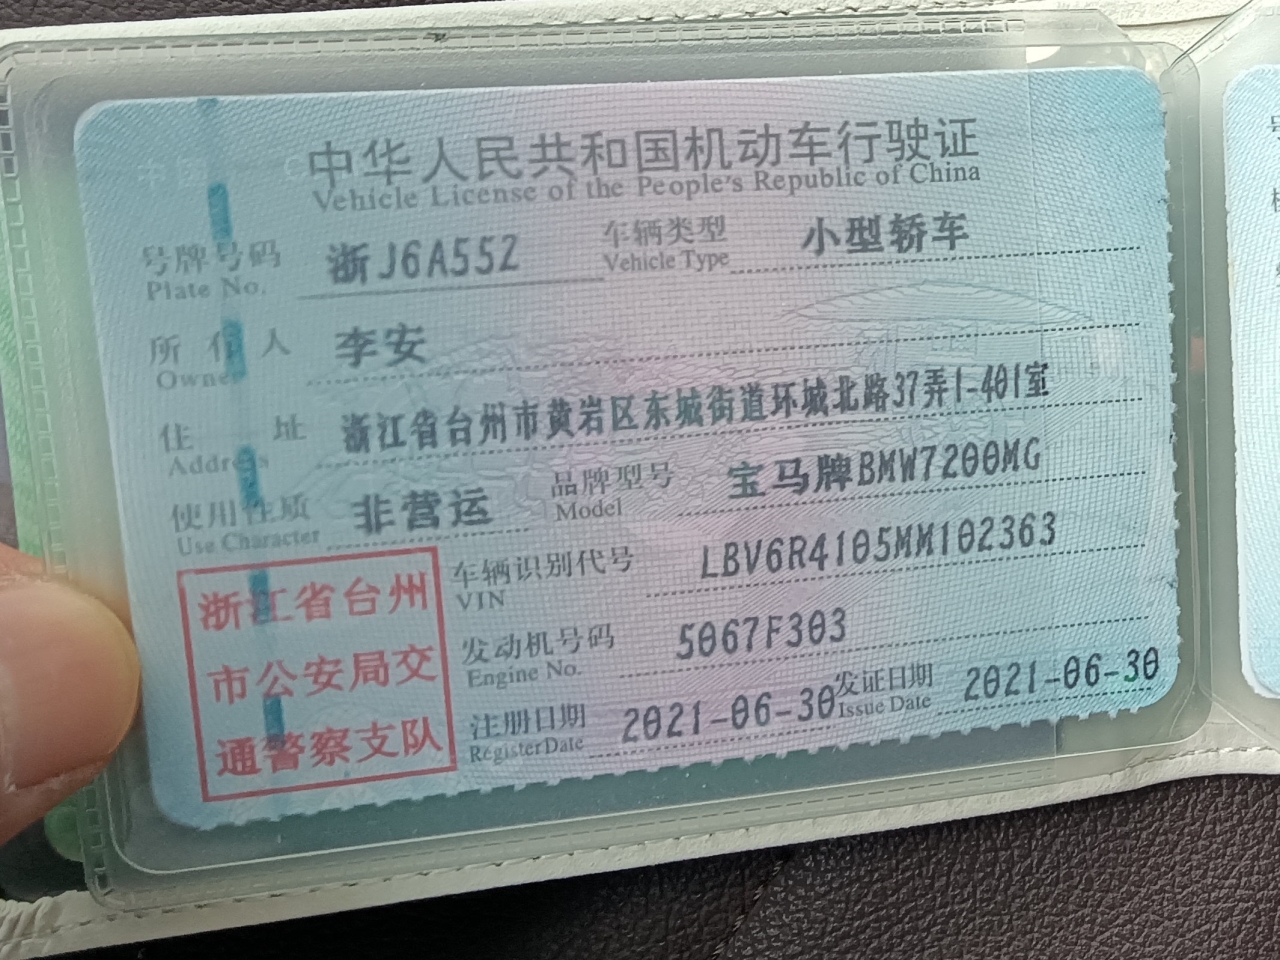 中华人民共和国机动车行驶证
Vehicle License of the People's Republic of China
号牌号码 浙J6A552 车辆类型 小型轿车
Plate No. Vehicle Type
所有人 李安
Owner
住址 浙江省台州市黄岩区东城街道环城北路37弄1-401室
Address
使用性质 非营运 品牌型号 宝马牌BMW7200MG
Use Character Model
浙江省台州
市公安局交
通警察支队
车辆识别代号 LBV6R4105MM102363
VIN
发动机号码 5067F303
Engine No.
注册日期 2021-06-30 发证日期 2021-06-30
Register Date Issue Date